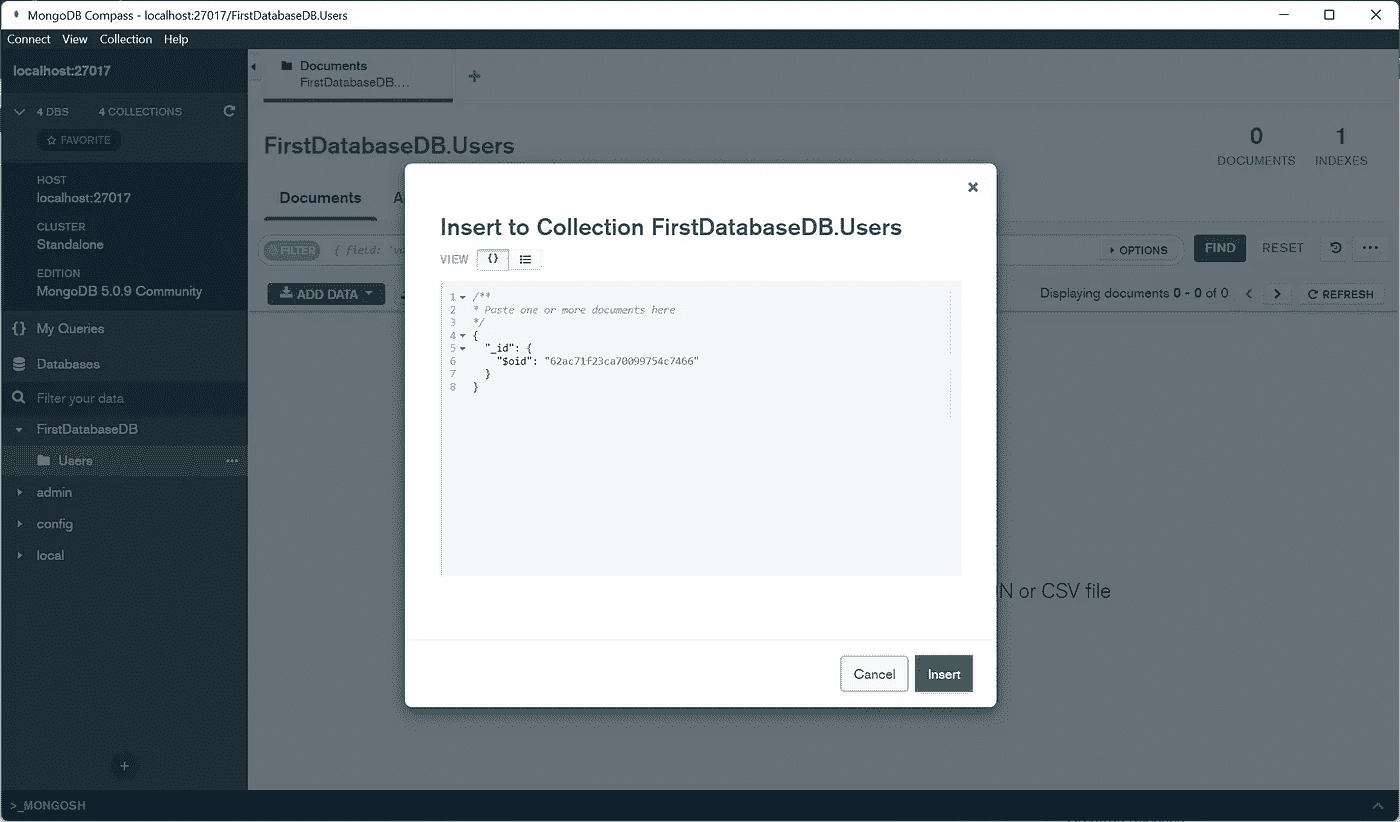 MongoDB Compass - localhost:27017/FirstDatabaseDB.Users
Connect View Collection Help
localhost:27017
4 DBS 4 COLLECTIONS
FAVORITE
HOST
localhost:27017
CLUSTER
Standalone
EDITION
MongoDB 5.0.9 Community
{} My Queries
Databases
Filter your data
FirstDatabaseDB
Users ...
admin
config
local
+
>_MONGOSH
Documents
FirstDatabaseDB....
+
FirstDatabaseDB.Users
0
DOCUMENTS
1
INDEXES
Documents A
FILTER { field: 'va
OPTIONS FIND RESET ...
ADD DATA
Displaying documents 0 - 0 of 0 < > REFRESH
N or CSV file
Insert to Collection FirstDatabaseDB.Users
VIEW {}
1 /**
2 * Paste one or more documents here
3 */
4 {
5 "_id": {
6 "$oid": "62ac71f23ca70099754c7466"
7 }
8 }
Cancel Insert